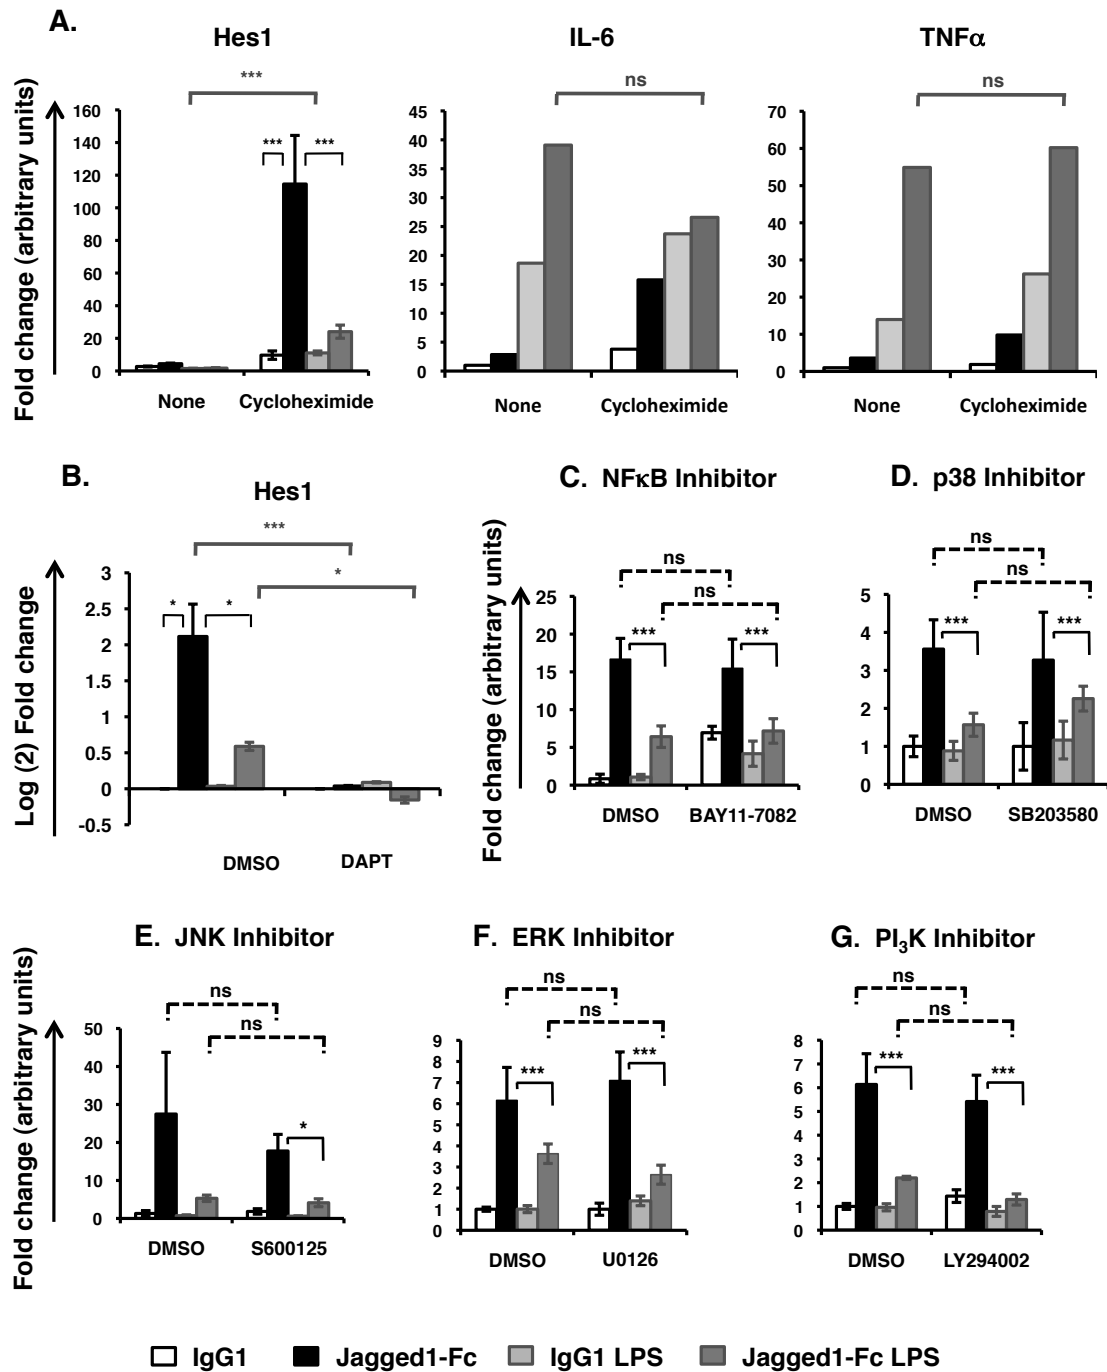 A.
Hes1
IL-6
TNFα
Fold change (arbitrary units)
***
ns
ns
160
140
120
100
80
60
40
20
0
***
***
None
Cycloheximide
45
40
35
30
25
20
15
10
5
0
None
Cycloheximide
70
60
50
40
30
20
10
0
None
Cycloheximide
B.
Hes1
Log (2) Fold change
***
*
3
2.5
2
1.5
1
0.5
0
-0.5
*
*
DMSO
DAPT
C. NFκB Inhibitor
Fold change (arbitrary units)
ns
ns
25
20
15
10
5
0
***
***
DMSO
BAY11-7082
D. p38 Inhibitor
ns
ns
5
4
3
2
1
0
***
***
DMSO
SB203580
E. JNK Inhibitor
Fold change (arbitrary units)
ns
ns
50
40
30
20
10
0
*
DMSO
S600125
F. ERK Inhibitor
ns
ns
9
8
7
6
5
4
3
2
1
0
***
***
DMSO
U0126
G. PI3K Inhibitor
ns
ns
8
7
6
5
4
3
2
1
0
***
***
DMSO
LY294002
IgG1
Jagged1-Fc
IgG1 LPS
Jagged1-Fc LPS